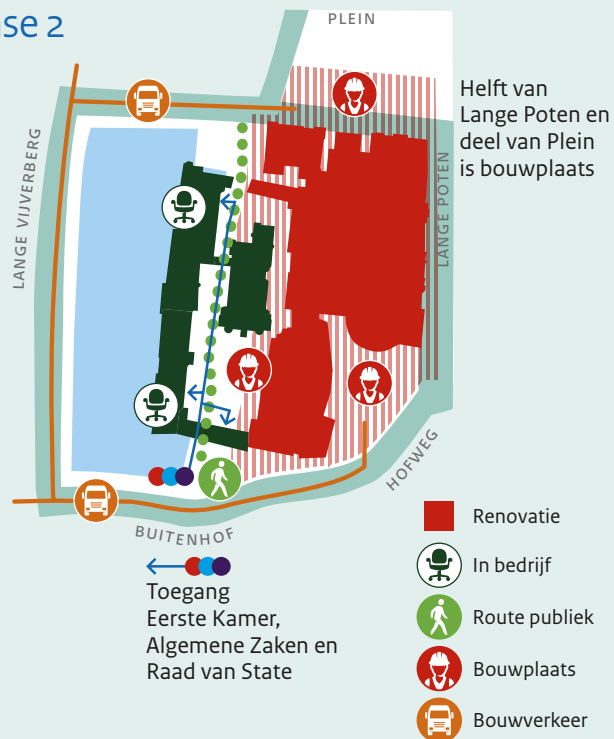 se 2
PLEIN
Helft van
Lange Poten en
deel van Plein
is bouwplaats
LANGE VIJVERBERG
LANGE POTEN
HOFWEG
BUITENHOF
Toegang
Eerste Kamer,
Algemene Zaken en
Raad van State
Renovatie
In bedrijf
Route publiek
Bouwplaats
Bouwverkeer